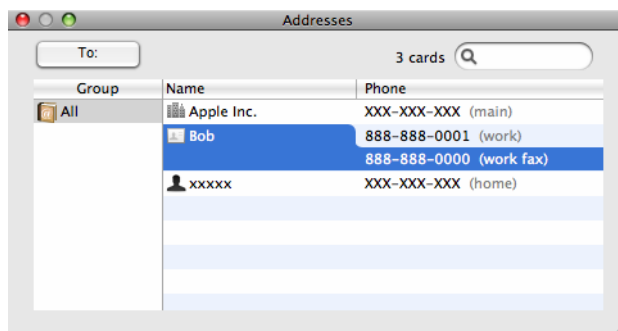 Addresses
To:
3 cards
Group Name Phone
All Apple Inc. XXX-XXX-XXX (main)
Bob 888-888-0001 (work)
888-888-0000 (work fax)
xxxxx XXX-XXX-XXX (home)